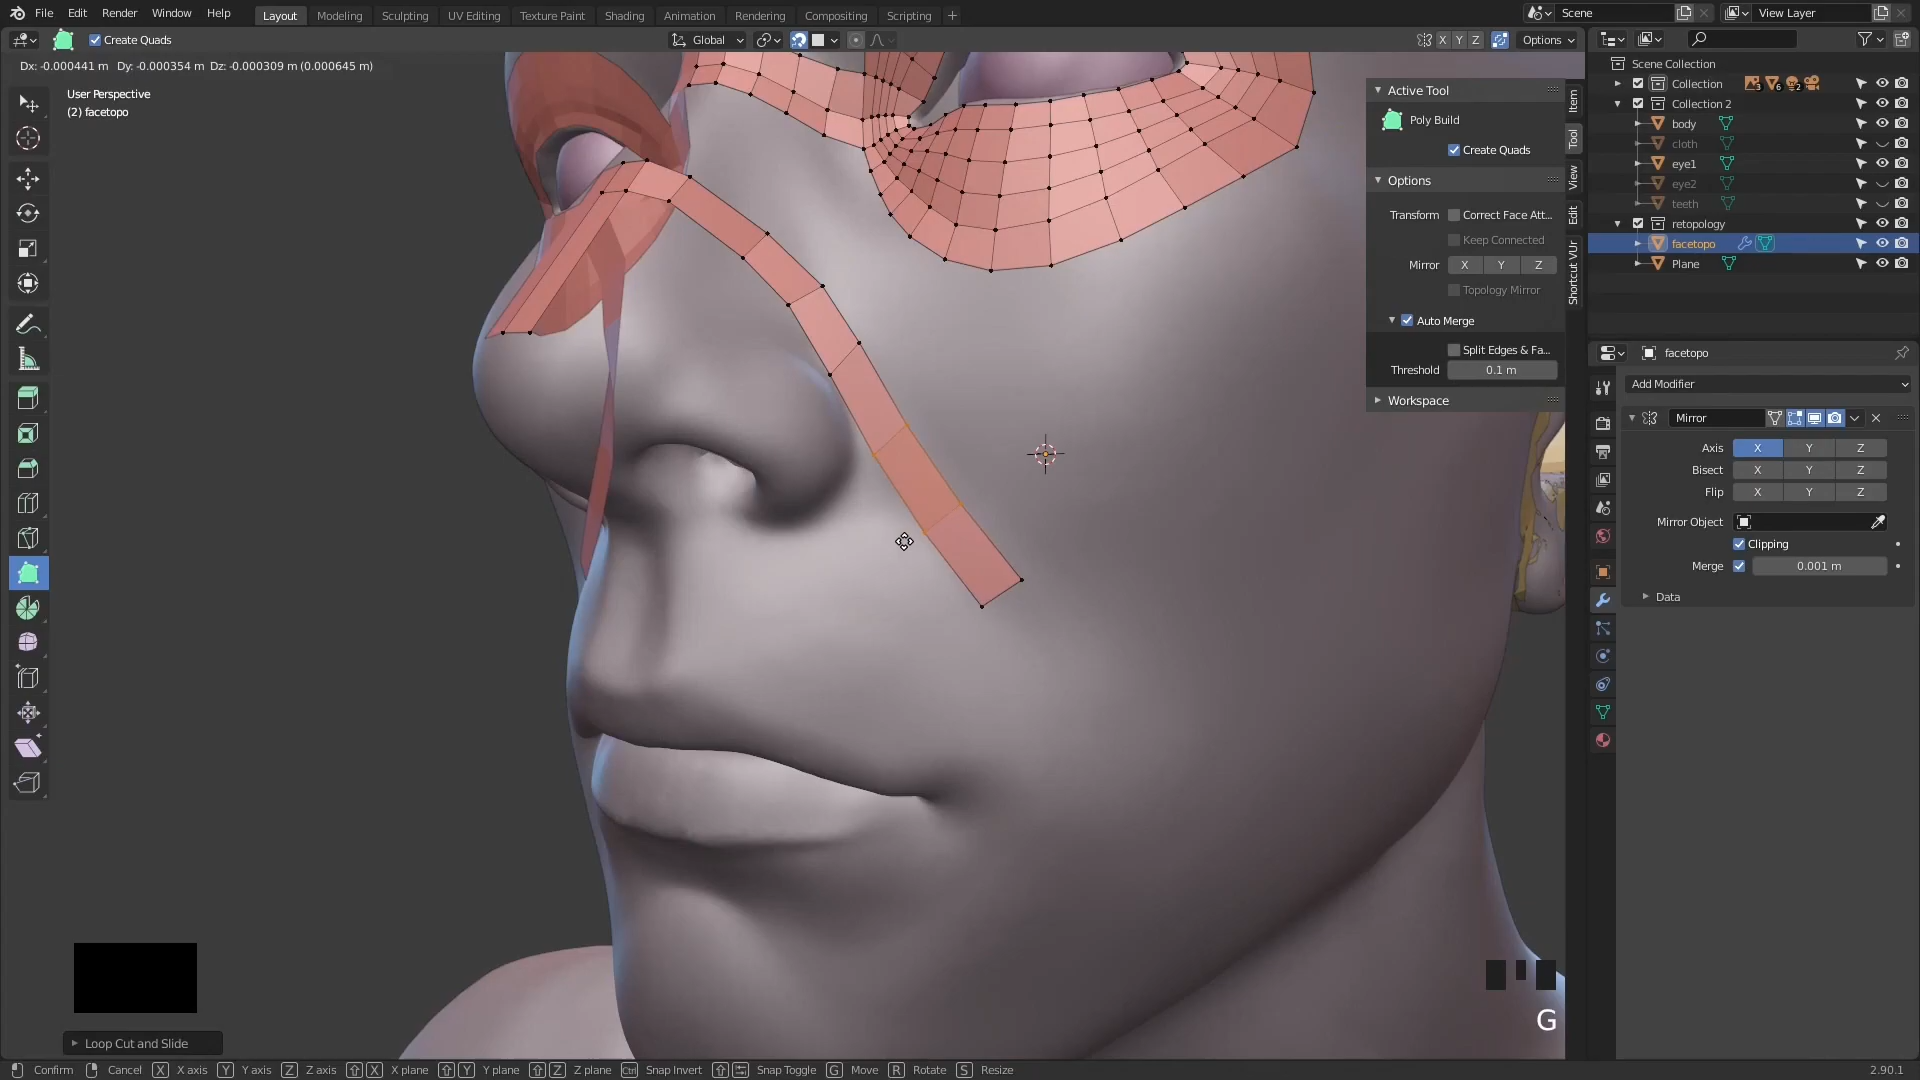 File Edit Render Window Help
Layout Modeling Sculpting UV Editing Texture Paint Shading Animation Rendering Compositing Scripting +
Scene
View Layer
Create Quads
Global
X Y Z
Options
Dx: -0.000441 m Dy: -0.000354 m Dz: -0.000309 m (0.000645 m)
User Perspective
(2) facetopo
Active Tool
Poly Build
Create Quads
Options
Transform
Correct Face Att...
Keep Connected
Mirror X Y Z
Topology Mirror
Auto Merge
Split Edges & Fa...
Threshold 0.1 m
Workspace
Item
Tool
View
Edit
Shortcut VUr
Scene Collection
Collection 3 6 2
Collection 2
body
cloth
eye1
eye2
teeth
retopology
facetopo
Plane
facetopo
Add Modifier
Mirror
Axis X Y Z
Bisect X Y Z
Flip X Y Z
Mirror Object
Clipping
Merge 0.001 m
Data
G
Loop Cut and Slide
Confirm Cancel X X axis Y Y axis Z Z axis X X plane Y Y plane Z Z plane Ctrl Snap Invert Snap Toggle G Move R Rotate S Resize
2.90.1